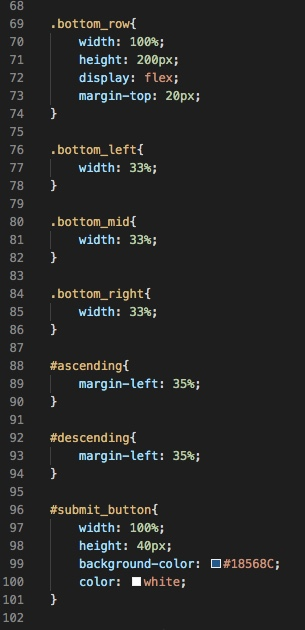 68
69 .bottom_row{
70     width: 100%;
71     height: 200px;
72     display: flex;
73     margin-top: 20px;
74 }
75
76 .bottom_left{
77     width: 33%;
78 }
79
80 .bottom_mid{
81     width: 33%;
82 }
83
84 .bottom_right{
85     width: 33%;
86 }
87
88 #ascending{
89     margin-left: 35%;
90 }
91
92 #descending{
93     margin-left: 35%;
94 }
95
96 #submit_button{
97     width: 100%;
98     height: 40px;
99     background-color: #18568C;
100     color: white;
101 }
102